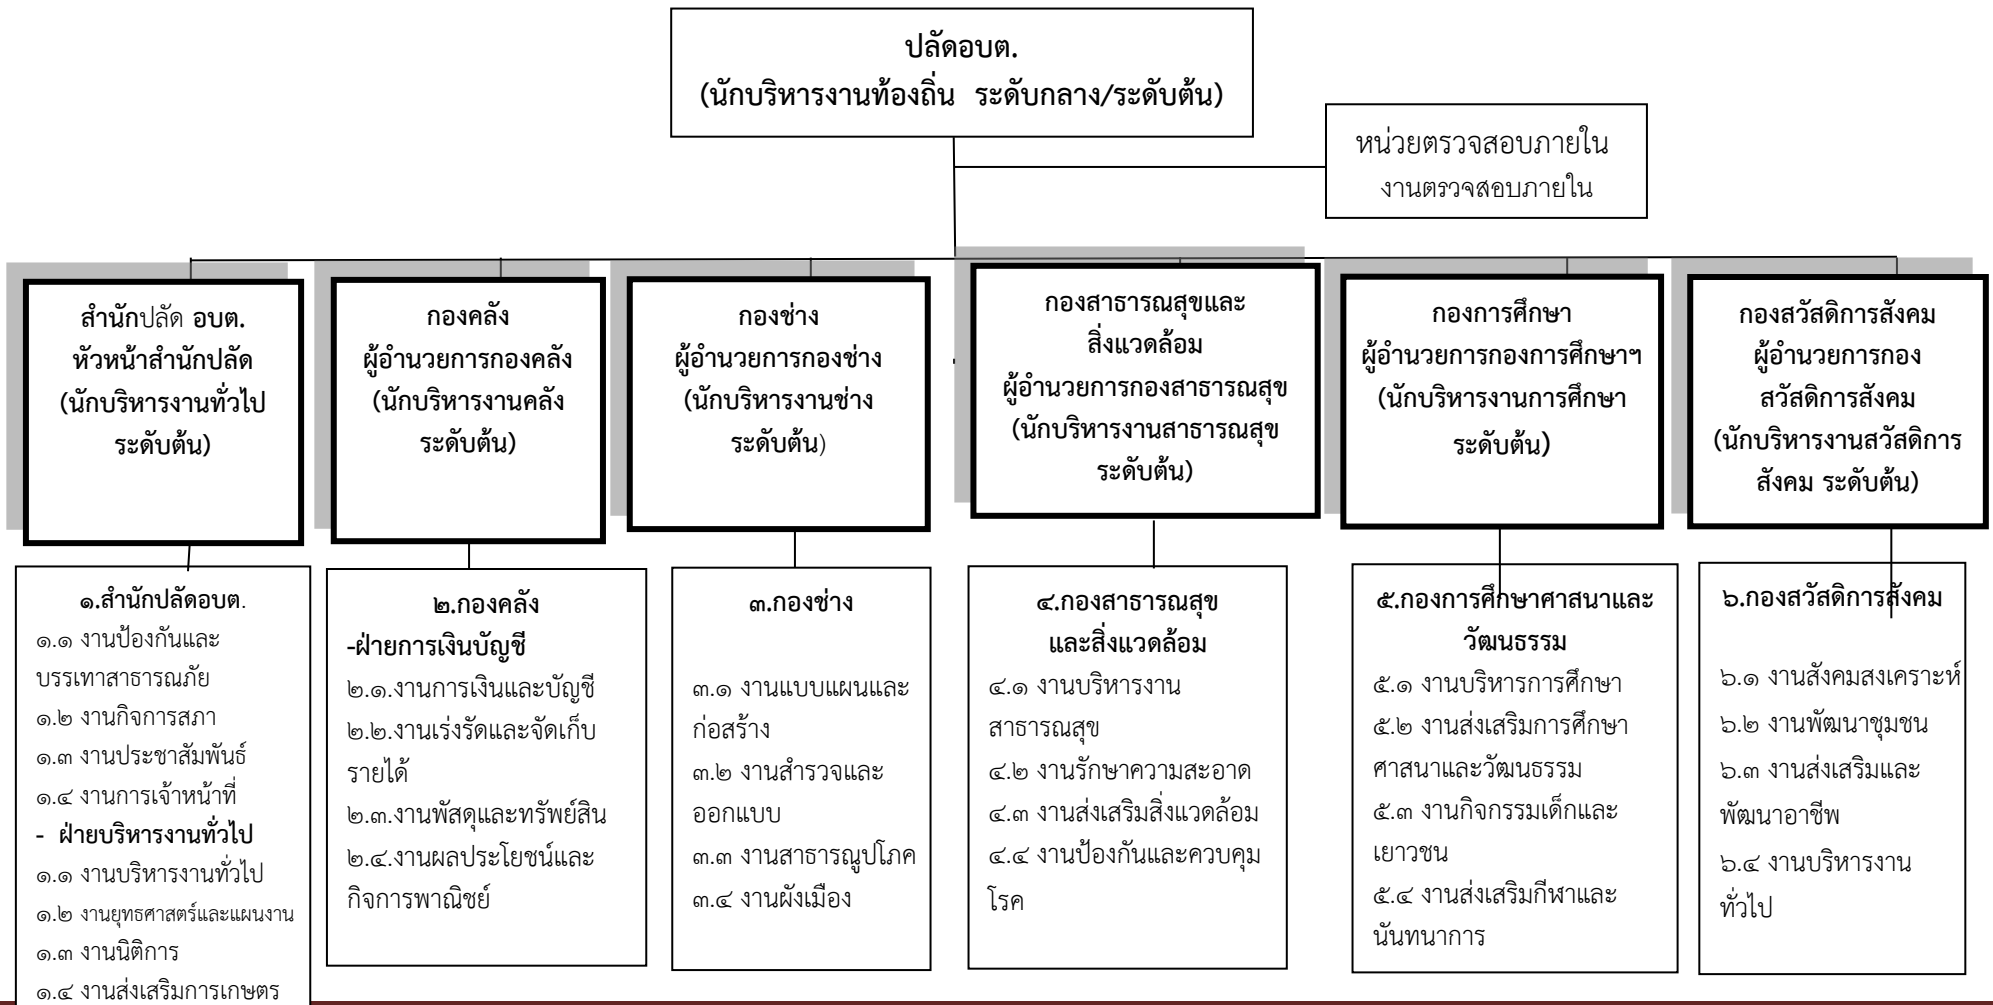 ปลัดอบต.
(นักบริหารงานท้องถิ่น ระดับกลาง/ระดับต้น)
หน่วยตรวจสอบภายใน
งานตรวจสอบภายใน
สำนักปลัด อบต.
หัวหน้าสำนักปลัด
(นักบริหารงานทั่วไป
ระดับต้น)
กองคลัง
ผู้อำนวยการกองคลัง
(นักบริหารงานคลัง
ระดับต้น)
กองช่าง
ผู้อำนวยการกองช่าง
(นักบริหารงานช่าง
ระดับต้น)
กองสาธารณสุขและ
สิ่งแวดล้อม
ผู้อำนวยการกองสาธารณสุข
(นักบริหารงานสาธารณสุข
ระดับต้น)
กองการศึกษา
ผู้อำนวยการกองการศึกษาฯ
(นักบริหารงานการศึกษา
ระดับต้น)
กองสวัสดิการสังคม
ผู้อำนวยการกอง
สวัสดิการสังคม
(นักบริหารงานสวัสดิการ
สังคม ระดับต้น)
๑.สำนักปลัดอบต.
๑.๑ งานป้องกันและ
บรรเทาสาธารณภัย
๑.๒ งานกิจการสภา
๑.๓ งานประชาสัมพันธ์
๑.๔ งานการเจ้าหน้าที่
- ฝ่ายบริหารงานทั่วไป
๑.๑ งานบริหารงานทั่วไป
๑.๒ งานยุทธศาสตร์และแผนงาน
๑.๓ งานนิติการ
๑.๔ งานส่งเสริมการเกษตร
๒.กองคลัง
-ฝ่ายการเงินบัญชี
๒.๑.งานการเงินและบัญชี
๒.๒.งานเร่งรัดและจัดเก็บ
รายได้
๒.๓.งานพัสดุและทรัพย์สิน
๒.๔.งานผลประโยชน์และ
กิจการพาณิชย์
๓.กองช่าง
๓.๑ งานแบบแผนและ
ก่อสร้าง
๓.๒ งานสำรวจและ
ออกแบบ
๓.๓ งานสาธารณูปโภค
๓.๔ งานผังเมือง
๔.กองสาธารณสุข
และสิ่งแวดล้อม
๔.๑ งานบริหารงาน
สาธารณสุข
๔.๒ งานรักษาความสะอาด
๔.๓ งานส่งเสริมสิ่งแวดล้อม
๔.๔ งานป้องกันและควบคุม
โรค
๕.กองการศึกษาศาสนาและ
วัฒนธรรม
๕.๑ งานบริหารการศึกษา
๕.๒ งานส่งเสริมการศึกษา
ศาสนาและวัฒนธรรม
๕.๓ งานกิจกรรมเด็กและ
เยาวชน
๕.๔ งานส่งเสริมกีฬาและ
นันทนาการ
๖.กองสวัสดิการสังคม
๖.๑ งานสังคมสงเคราะห์
๖.๒ งานพัฒนาชุมชน
๖.๓ งานส่งเสริมและ
พัฒนาอาชีพ
๖.๔ งานบริหารงาน
ทั่วไป